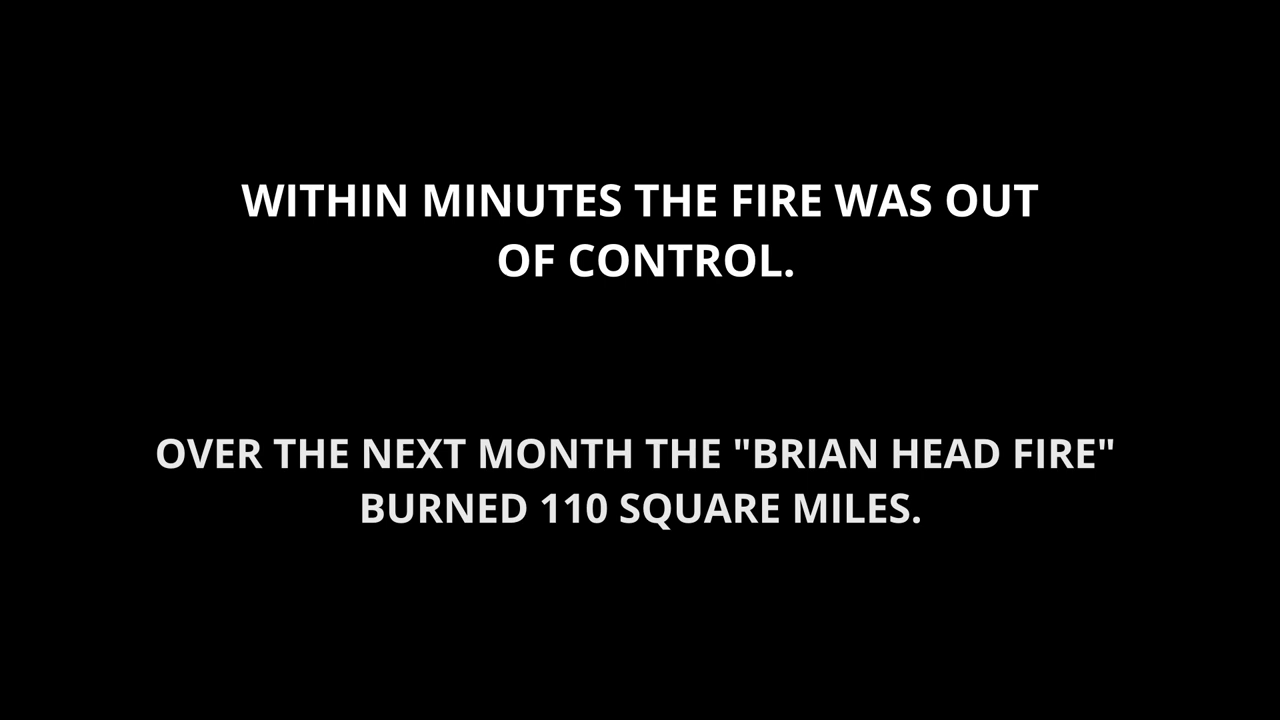 WITHIN MINUTES THE FIRE WAS OUT
OF CONTROL.
OVER THE NEXT MONTH THE "BRIAN HEAD FIRE"
BURNED 110 SQUARE MILES.